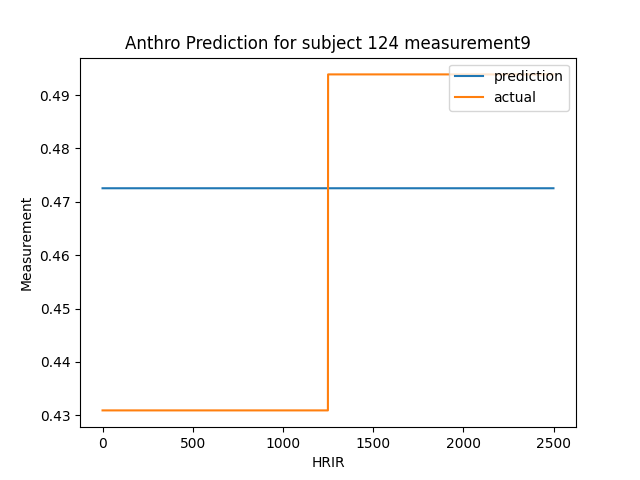 Anthro Prediction for subject 124 measurement9
prediction
actual
Measurement
0.49
0.48
0.47
0.46
0.45
0.44
0.43
0
500
1000
1500
2000
2500
HRIR